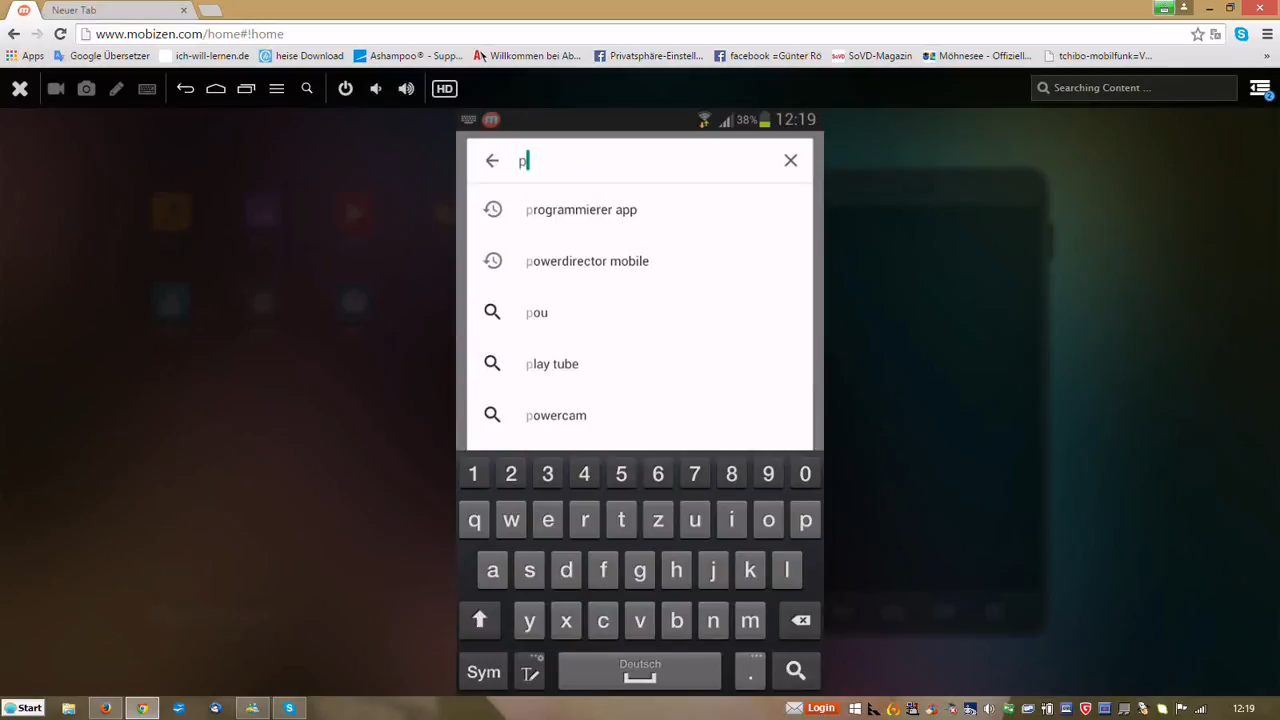 Neuer Tab
www.mobizen.com/home#!home
Apps Google Übersetzer ich-will-lernen.de heise Download Ashampoo® - Supp... Willkommen bei Ab... Privatsphäre-Einstell... facebook =Günter Rö SoVD-Magazin Möhnesee - Offiziell... tchibo-mobilfunk=V...
HD
Searching Content ...
2
38% 12:19
p
programmierer app
powerdirector mobile
pou
play tube
powercam
1 2 3 4 5 6 7 8 9 0
q w e r t z u i o p
a s d f g h j k l
y x c v b n m
Sym Deutsch .
Start Login 12:19